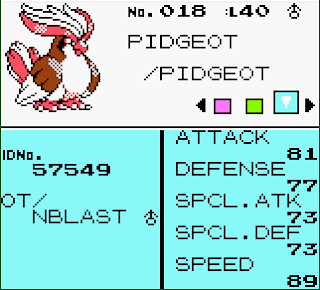 No.018 :L40 ♂
PIDGEOT
/PIDGEOT
IDNo.
57549
OT/
NBLAST ♂
ATTACK
81
DEFENSE
77
SPCL.ATK
73
SPCL.DEF
73
SPEED
89